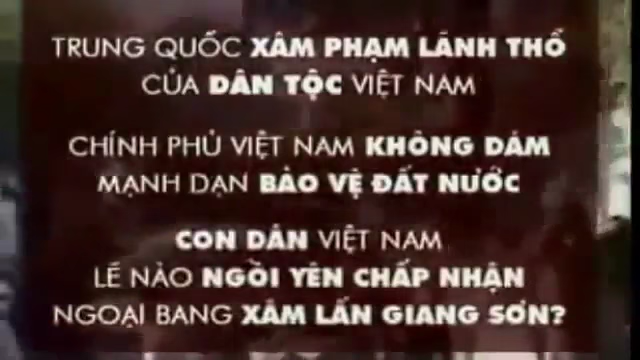 TRUNG QUỐC XÂM PHẠM LÃNH THỔ
CỦA DÂN TỘC VIỆT NAM
CHÍNH PHỦ VIỆT NAM KHÔNG DÁM
MẠNH DẠN BẢO VỆ ĐẤT NƯỚC
CON DÂN VIỆT NAM
LẼ NÀO NGỒI YÊN CHẤP NHẬN
NGOẠI BANG XÂM LẤN GIANG SƠN?